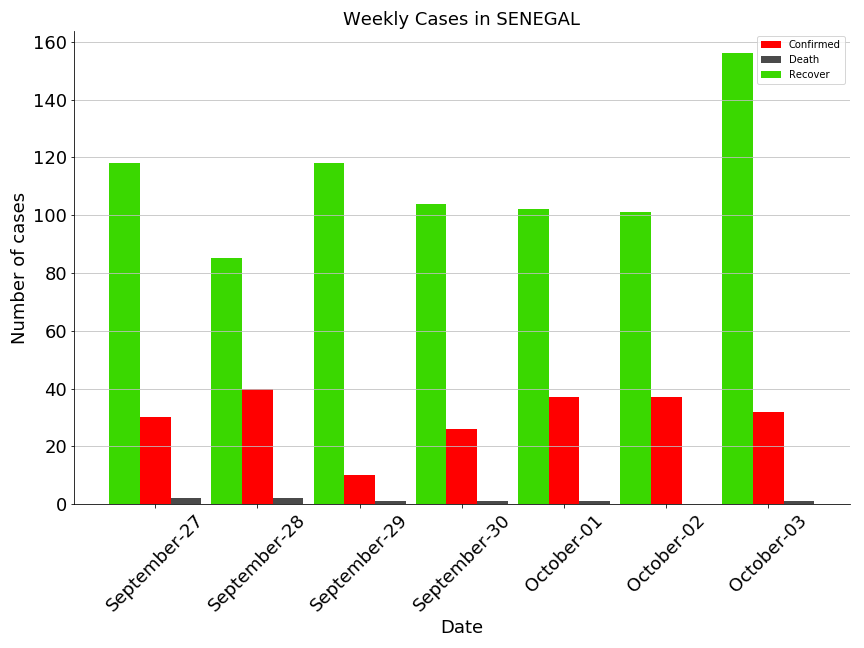 Weekly Cases in SENEGAL
Confirmed
Death
Recover
Number of cases
160
140
120
100
80
60
40
20
0
September-27
September-28
September-29
September-30
October-01
October-02
October-03
Date